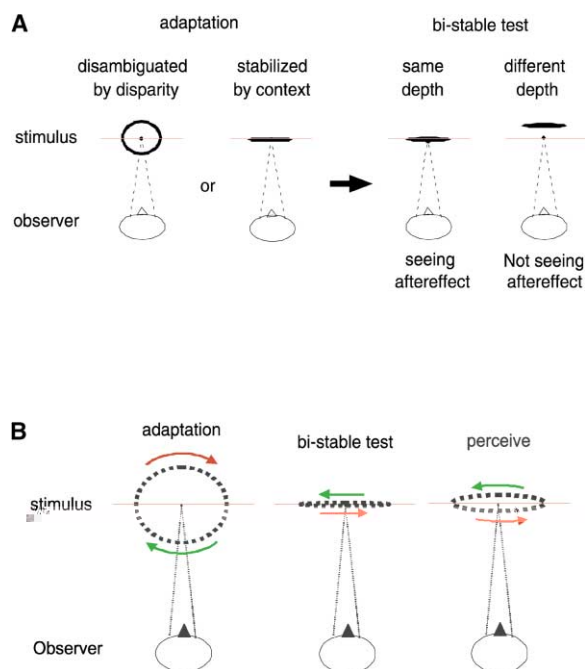 A
adaptation
bi-stable test
disambiguated
by disparity
stabilized
by context
same
depth
different
depth
stimulus
or
observer
seeing
aftereffect
Not seeing
aftereffect
B
adaptation
bi-stable test
perceive
stimulus
Observer